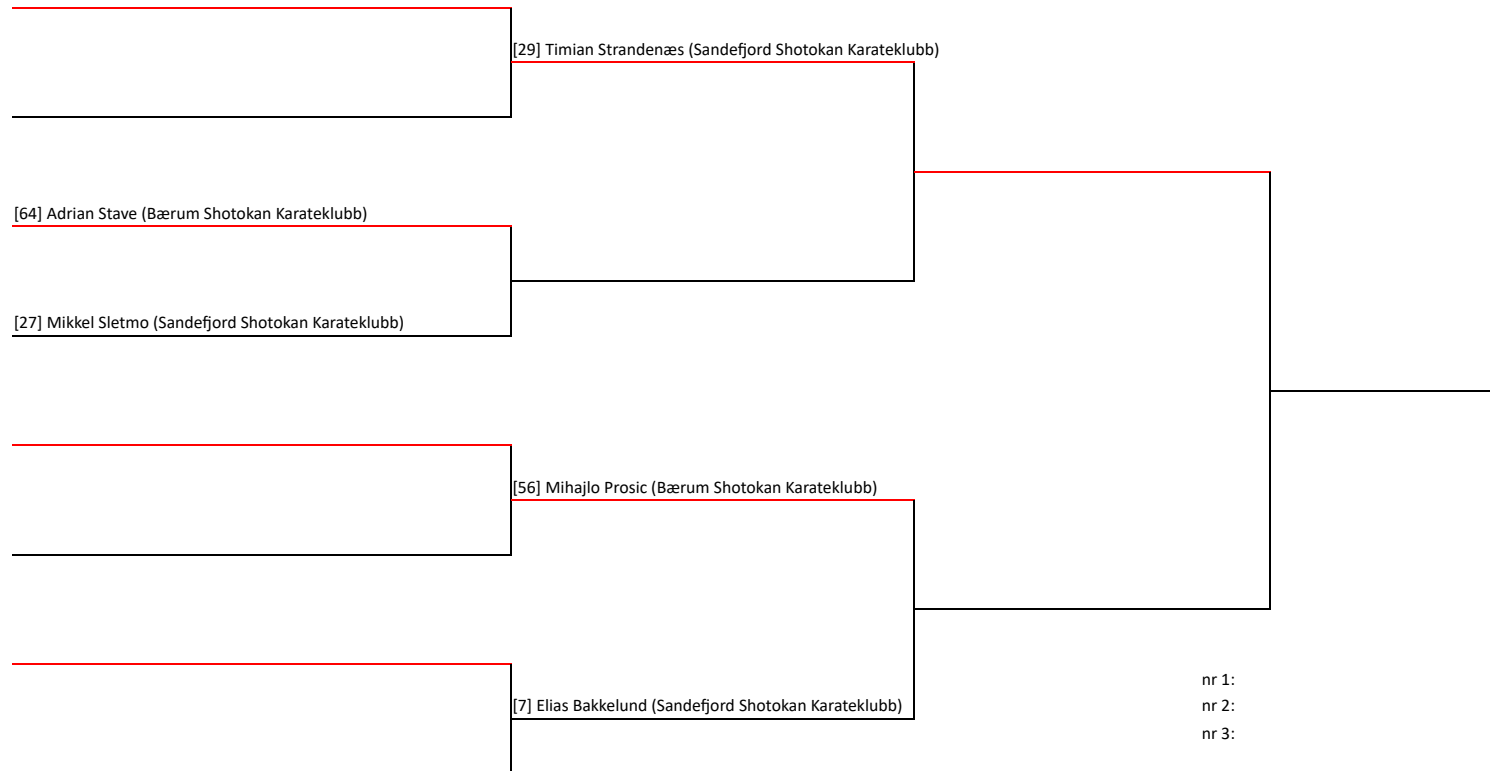 [29] Timian Strandenæs (Sandefjord Shotokan Karateklubb)
[64] Adrian Stave (Bærum Shotokan Karateklubb)
[27] Mikkel Sletmo (Sandefjord Shotokan Karateklubb)
[56] Mihajlo Prosic (Bærum Shotokan Karateklubb)
[7] Elias Bakkelund (Sandefjord Shotokan Karateklubb)
nr 1:
nr 2:
nr 3: